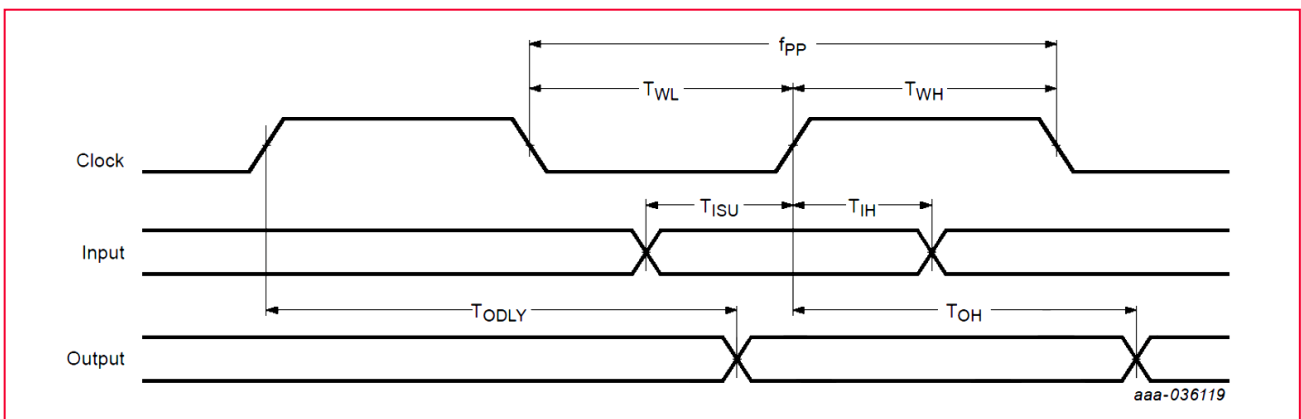 fPP
TWL
TWH
Clock
TISU
TIH
Input
TODLY
TOH
Output
aaa-036119